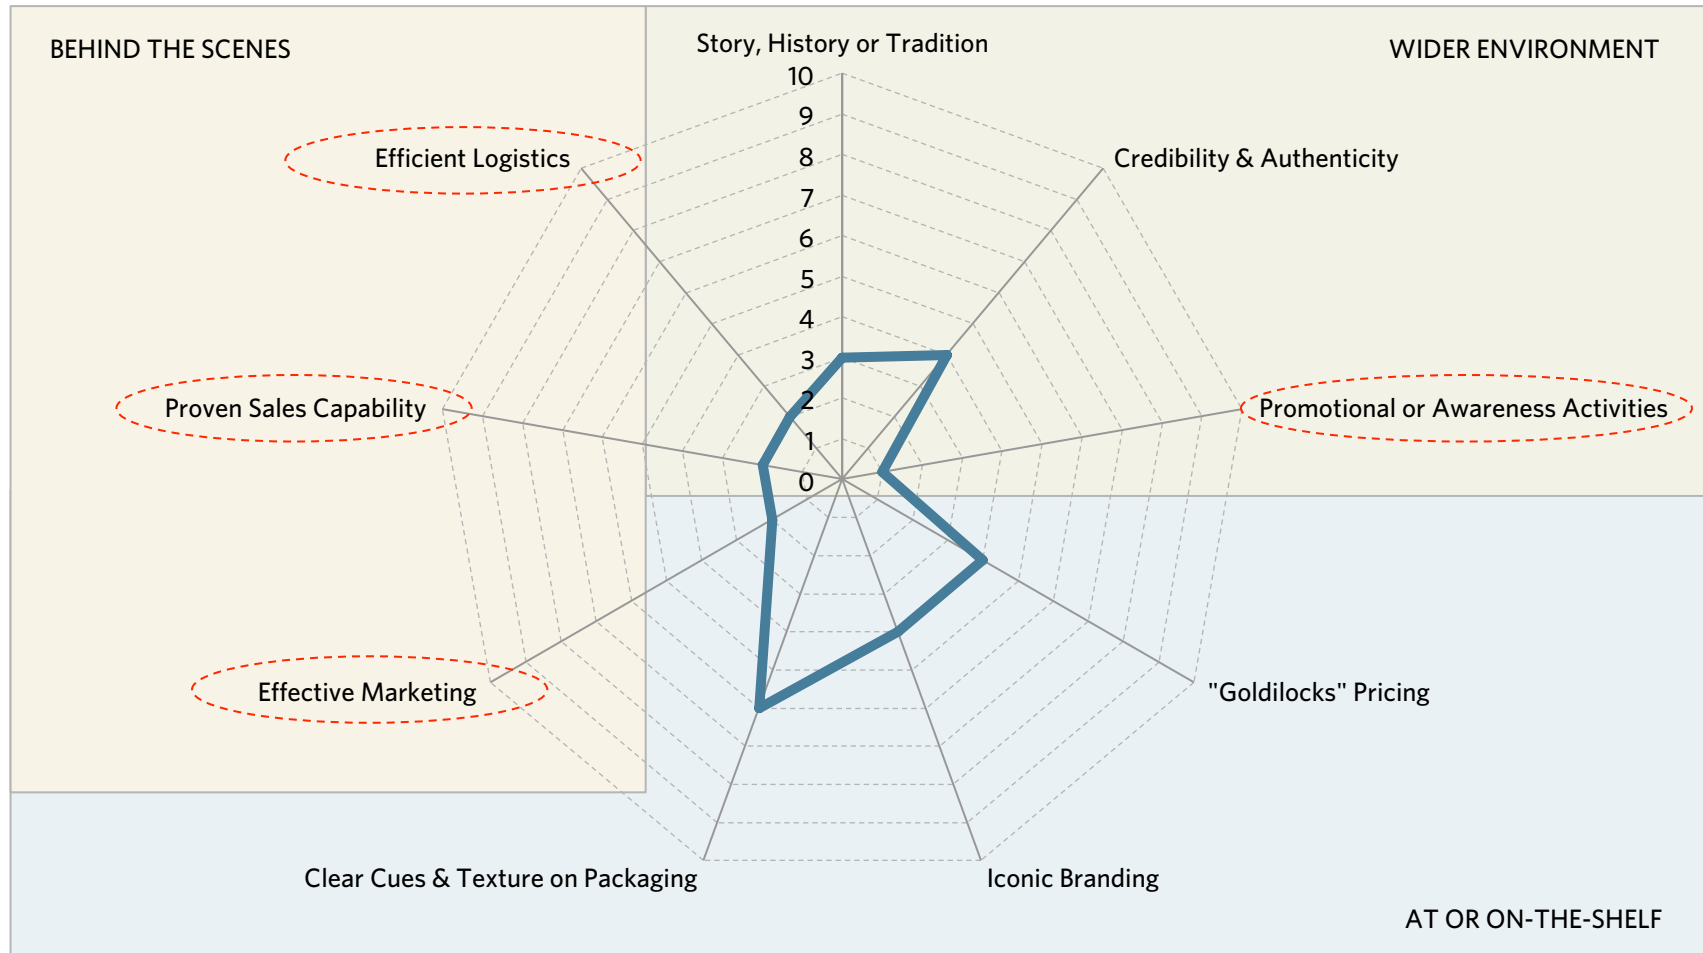 BEHIND THE SCENES
Story, History or Tradition
WIDER ENVIRONMENT
10
9
8
7
6
5
4
3
2
1
0
Efficient Logistics
Credibility & Authenticity
Proven Sales Capability
Promotional or Awareness Activities
Effective Marketing
"Goldilocks" Pricing
Clear Cues & Texture on Packaging
Iconic Branding
AT OR ON-THE-SHELF